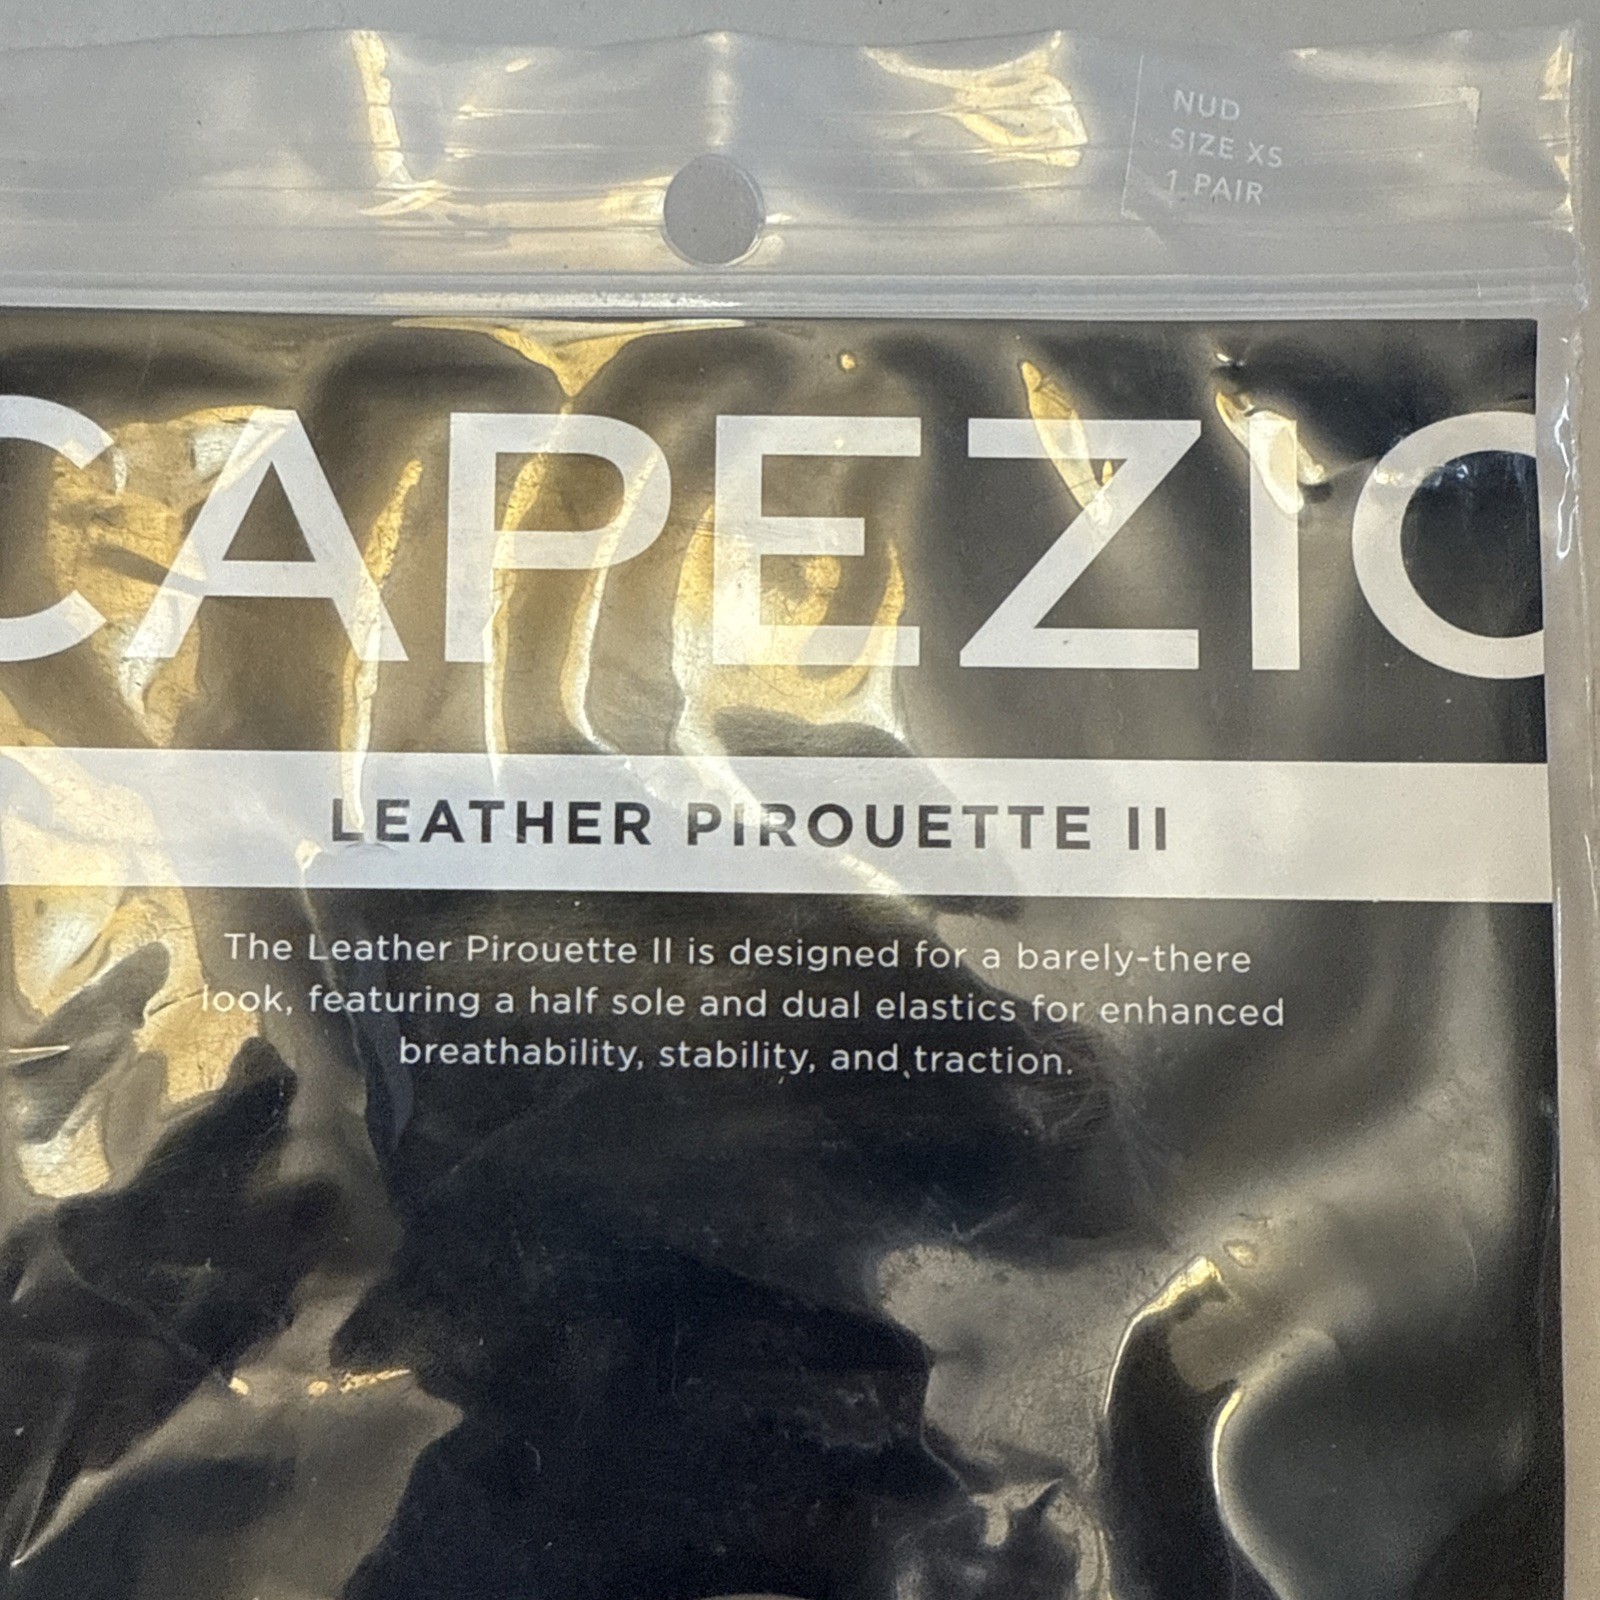 NUD
SIZE XS
1 PAIR
CAPEZIO
LEATHER PIROUETTE II
The Leather Pirouette II is designed for a barely-there
look, featuring a half sole and dual elastics for enhanced
breathability, stability, and traction.